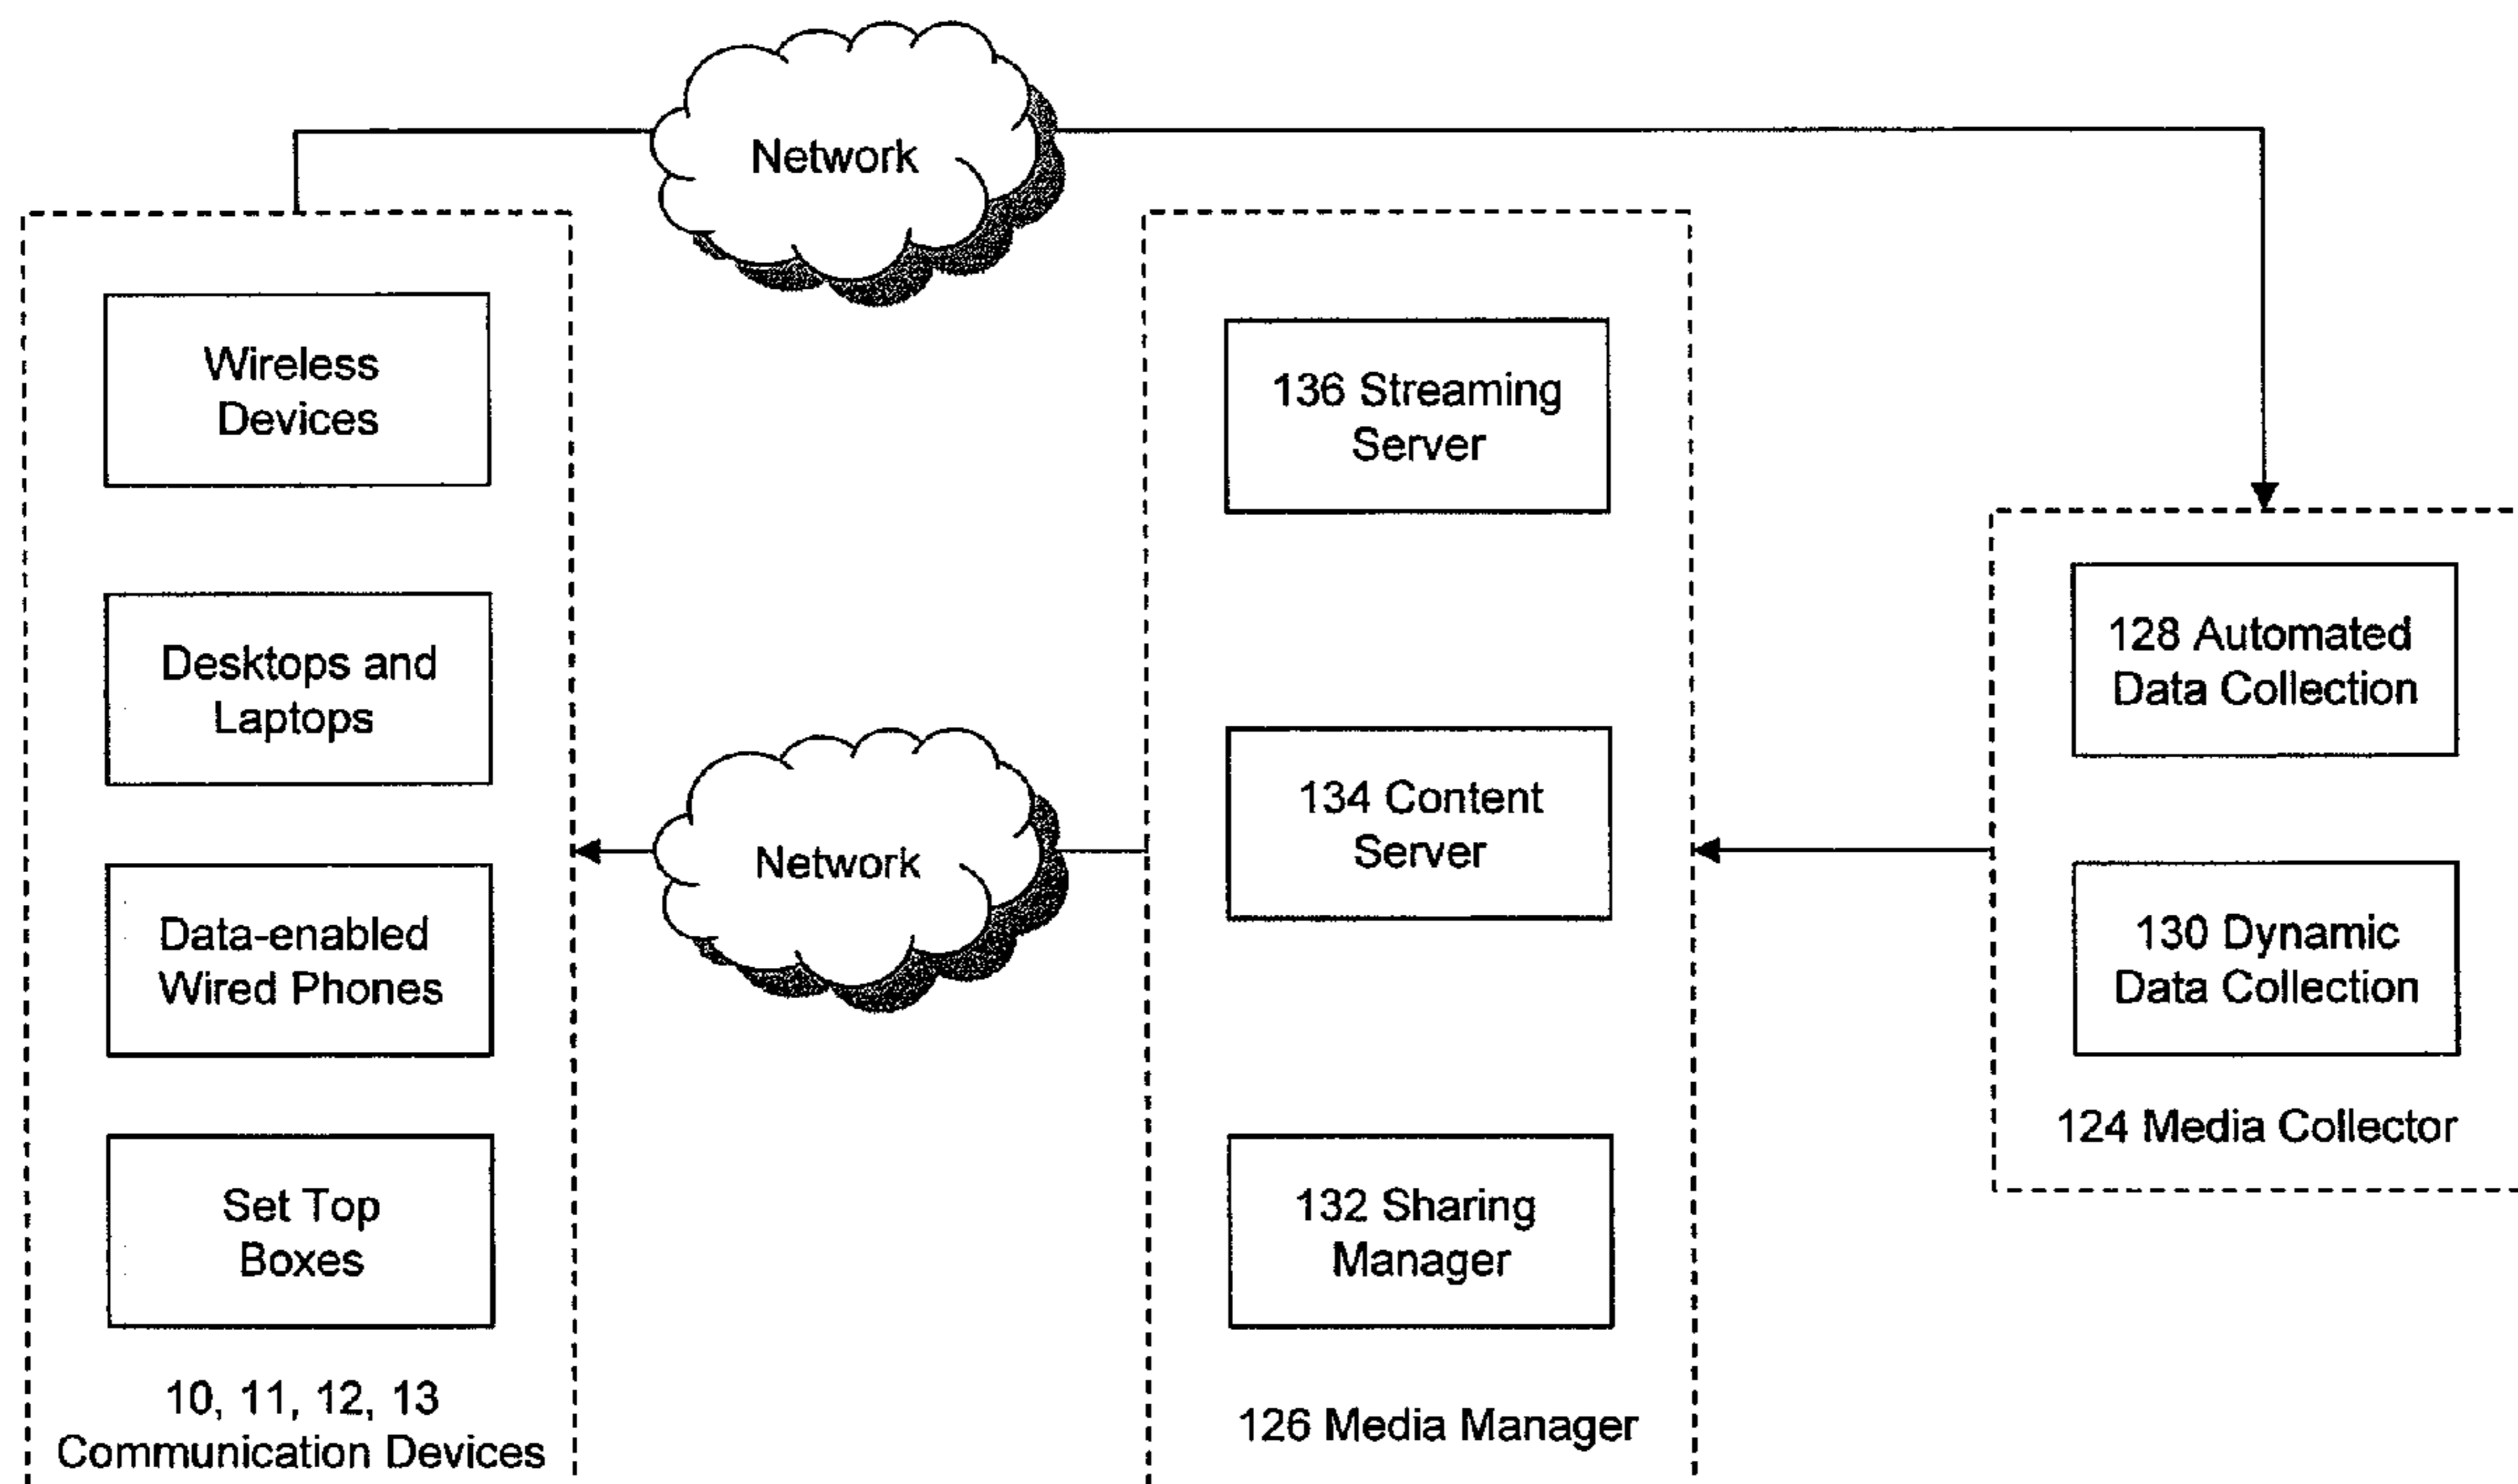 Network
Wireless
Devices
Desktops and
Laptops
Data-enabled
Wired Phones
Set Top
Boxes
10, 11, 12, 13
Communication Devices
Network
136 Streaming
Server
134 Content
Server
132 Sharing
Manager
126 Media Manager
128 Automated
Data Collection
130 Dynamic
Data Collection
124 Media Collector